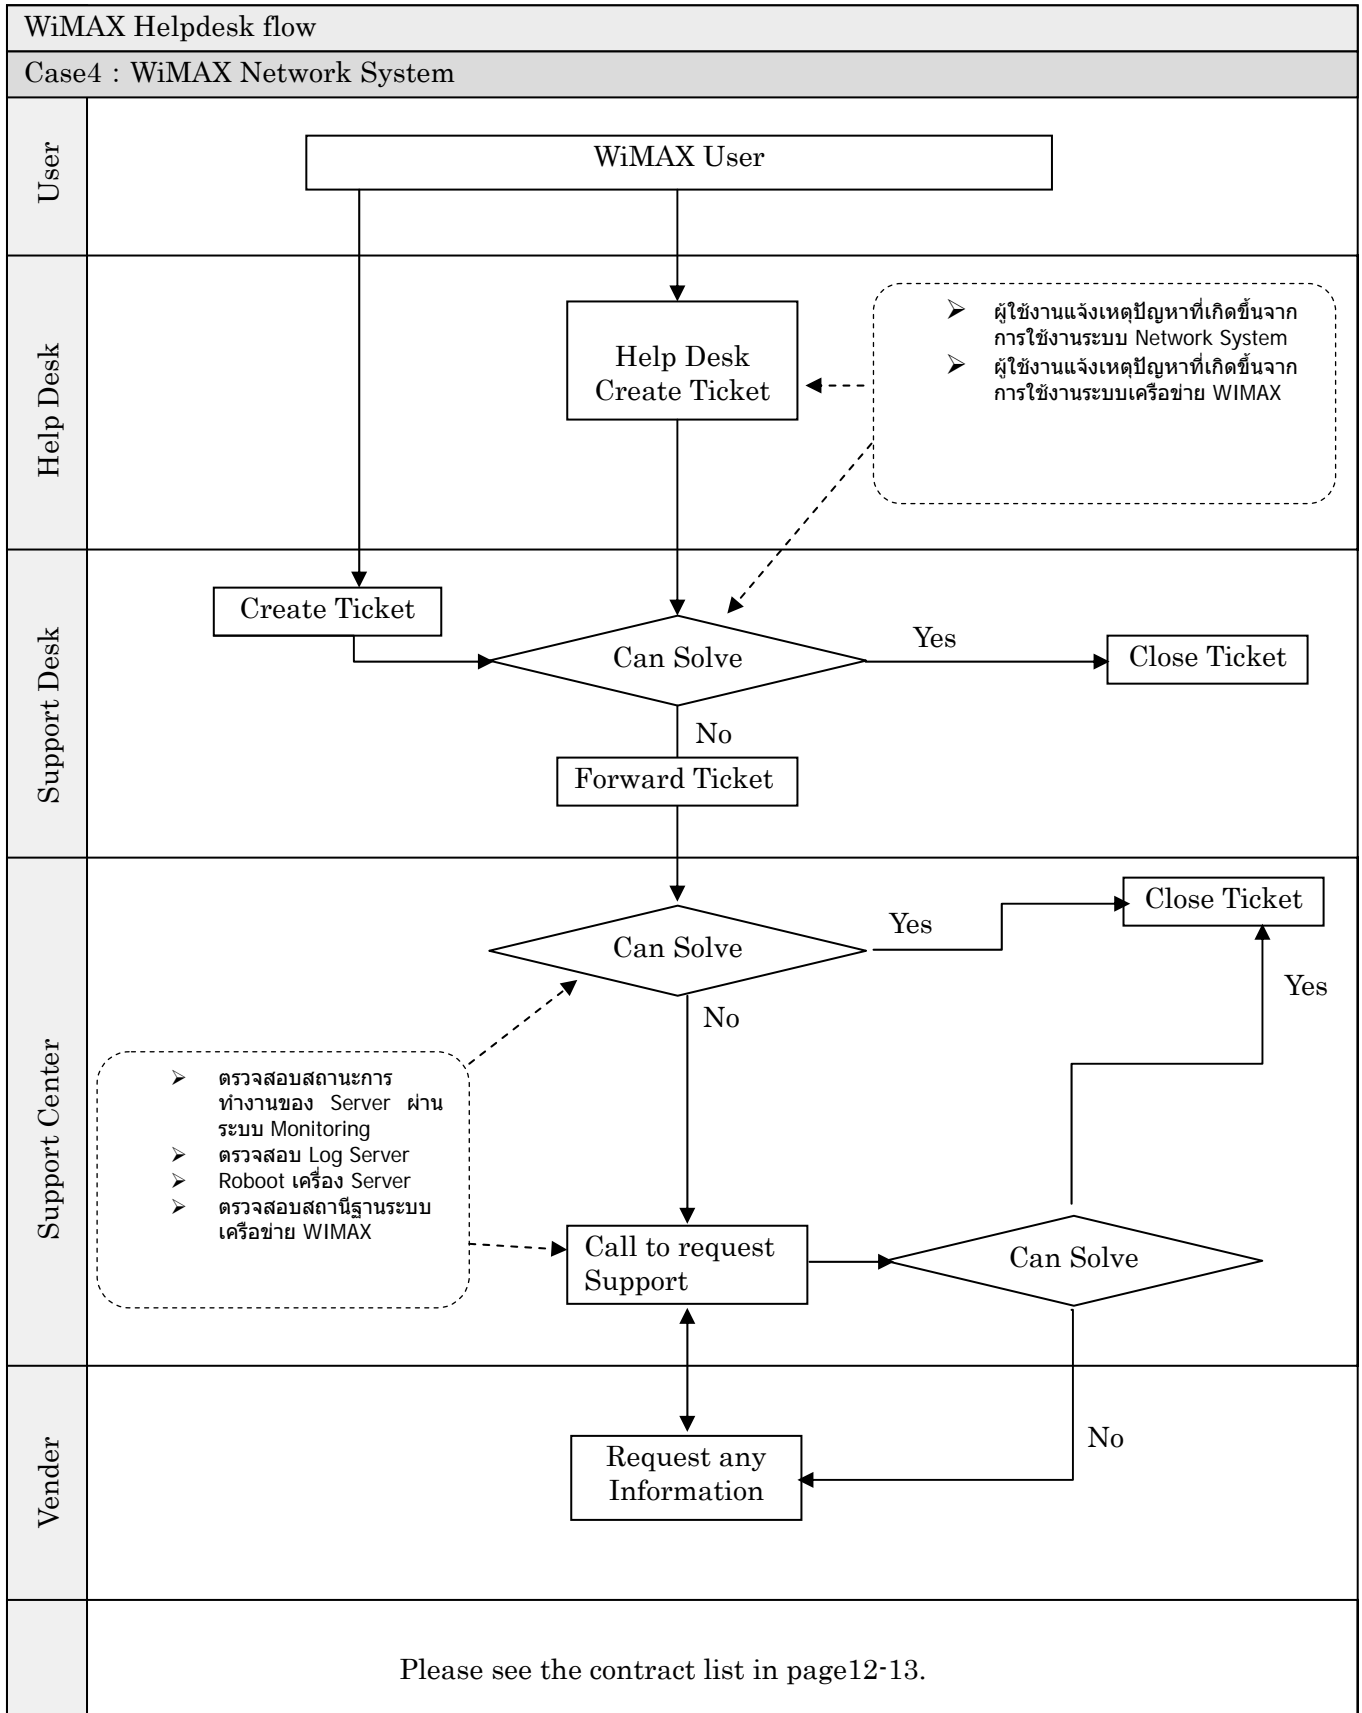 WiMAX Helpdesk flow
Case4 : WiMAX Network System
User
WiMAX User
Help Desk
Help Desk
Create Ticket
➢ ผู้ใช้งานแจ้งเหตุปัญหาที่เกิดขึ้นจาก
การใช้งานระบบ Network System
➢ ผู้ใช้งานแจ้งเหตุปัญหาที่เกิดขึ้นจาก
การใช้งานระบบเครือข่าย WIMAX
Support Desk
Create Ticket
Can Solve
Yes
Close Ticket
No
Forward Ticket
Support Center
Can Solve
Yes
Close Ticket
No
Yes
➢ ตรวจสอบสถานะการ
ทำงานของ Server ผ่าน
ระบบ Monitoring
➢ ตรวจสอบ Log Server
➢ Roboot เครื่อง Server
➢ ตรวจสอบสถานีฐานระบบ
เครือข่าย WIMAX
Call to request
Support
Can Solve
Vender
Request any
Information
No
Please see the contract list in page12-13.